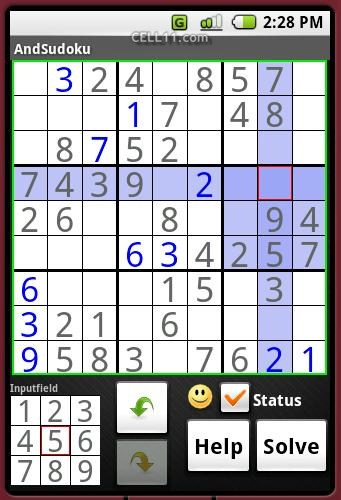 G 2:28 PM
CELL11.com
AndSudoku
3 2 4 8 5 7
1 7 4 8
8 7 5 2
7 4 3 9 2
2 6 8 9 4
6 3 4 2 5 7
6 1 5 3
3 2 1 6
9 5 8 3 7 6 2 1
Inputfield
1 2 3
4 5 6
7 8 9
Status
Help Solve